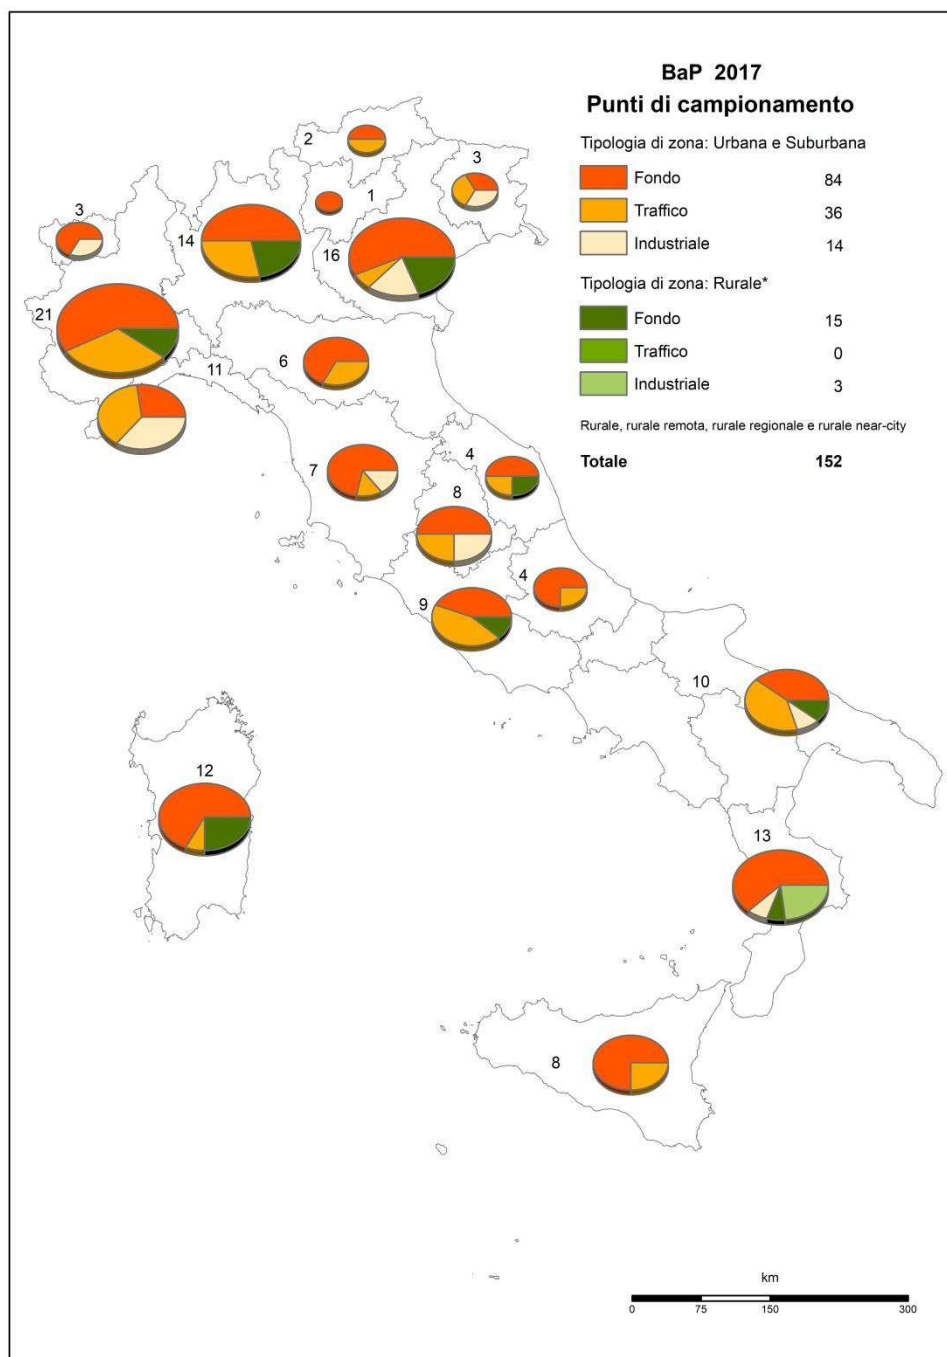 BaP 2017
Punti di campionamento
Tipologia di zona: Urbana e Suburbana
Fondo 84
Traffico 36
Industriale 14
Tipologia di zona: Rurale*
Fondo 15
Traffico 0
Industriale 3
Rurale, rurale remota, rurale regionale e rurale near-city
Totale 152
2
3
1
3
14
16
21
11
6
7
4
8
4
9
10
12
13
8
km
0 75 150 300